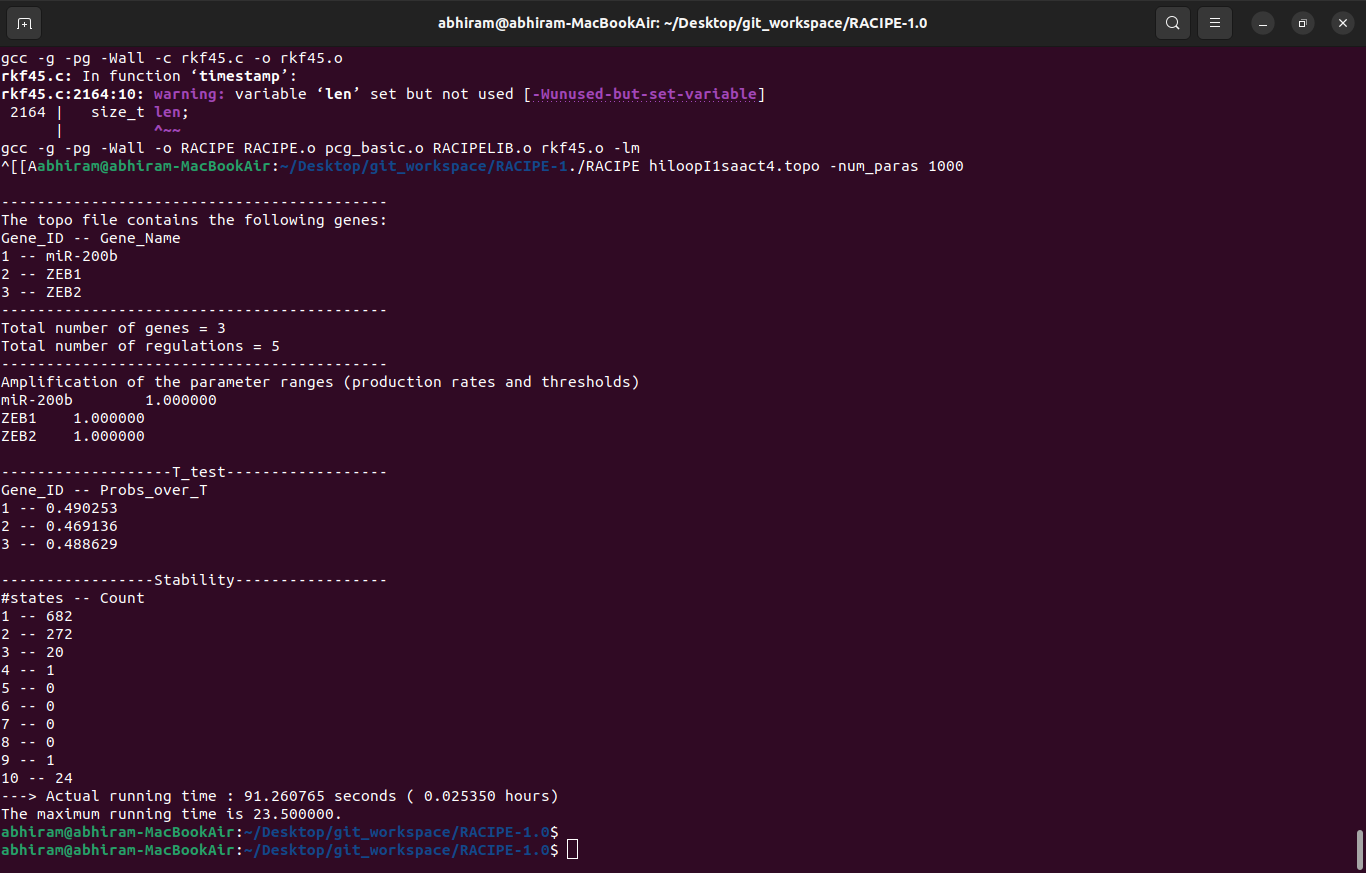 abhiram@abhiram-MacBookAir: ~/Desktop/git_workspace/RACIPE-1.0
gcc -g -pg -Wall -c rkf45.c -o rkf45.o
rkf45.c: In function ‘timestamp’:
rkf45.c:2164:10: warning: variable ‘len’ set but not used [-Wunused-but-set-variable]
 2164 |   size_t len;
      |          ^~~
gcc -g -pg -Wall -o RACIPE RACIPE.o pcg_basic.o RACIPELIB.o rkf45.o -lm
^[[Aabhiram@abhiram-MacBookAir:~/Desktop/git_workspace/RACIPE-1./RACIPE hiloopI1saact4.topo -num_paras 1000
-------------------------------------------
The topo file contains the following genes:
Gene_ID -- Gene_Name
1 -- miR-200b
2 -- ZEB1
3 -- ZEB2
-------------------------------------------
Total number of genes = 3
Total number of regulations = 5
-------------------------------------------
Amplification of the parameter ranges (production rates and thresholds)
miR-200b        1.000000
ZEB1    1.000000
ZEB2    1.000000
-------------------T_test------------------
Gene_ID -- Probs_over_T
1 -- 0.490253
2 -- 0.469136
3 -- 0.488629
-----------------Stability-----------------
#states -- Count
1 -- 682
2 -- 272
3 -- 20
4 -- 1
5 -- 0
6 -- 0
7 -- 0
8 -- 0
9 -- 1
10 -- 24
---> Actual running time : 91.260765 seconds ( 0.025350 hours)
The maximum running time is 23.500000.
abhiram@abhiram-MacBookAir:~/Desktop/git_workspace/RACIPE-1.0$
abhiram@abhiram-MacBookAir:~/Desktop/git_workspace/RACIPE-1.0$